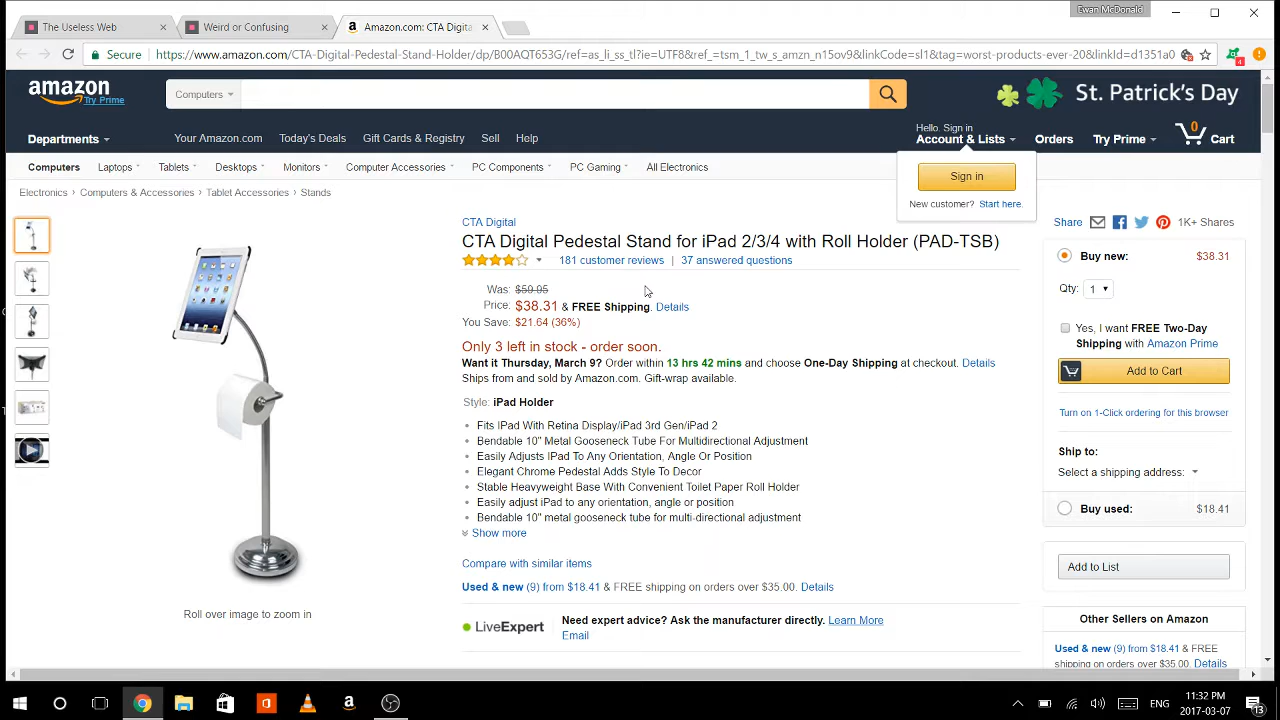 Ewan McDonald
The Useless Web
Weird or Confusing
Amazon.com: CTA Digita
Secure
https://www.amazon.com/CTA-Digital-Pedestal-Stand-Holder/dp/B00AQT653G/ref=as_li_ss_tl?ie=UTF8&ref_=tsm_1_tw_s_amzn_n15ov9&linkCode=sl1&tag=worst-products-ever-20&linkId=d1351a0
4
amazon
Try Prime
Computers
St. Patrick's Day
Departments
Your Amazon.com
Today's Deals
Gift Cards & Registry
Sell
Help
Hello. Sign in
Account & Lists
Orders
Try Prime
0
Cart
Computers
Laptops
Tablets
Desktops
Monitors
Computer Accessories
PC Components
PC Gaming
All Electronics
Sign in
New customer? Start here.
Electronics › Computers & Accessories › Tablet Accessories › Stands
CTA Digital
CTA Digital Pedestal Stand for iPad 2/3/4 with Roll Holder (PAD-TSB)
181 customer reviews | 37 answered questions
Was: $59.95
Price: $38.31 & FREE Shipping. Details
You Save: $21.64 (36%)
Only 3 left in stock - order soon.
Want it Thursday, March 9? Order within 13 hrs 42 mins and choose One-Day Shipping at checkout. Details
Ships from and sold by Amazon.com. Gift-wrap available.
Style: iPad Holder
• Fits IPad With Retina Display/iPad 3rd Gen/iPad 2
• Bendable 10" Metal Gooseneck Tube For Multidirectional Adjustment
• Easily Adjusts IPad To Any Orientation, Angle Or Position
• Elegant Chrome Pedestal Adds Style To Decor
• Stable Heavyweight Base With Convenient Toilet Paper Roll Holder
• Easily adjust iPad to any orientation, angle or position
• Bendable 10" metal gooseneck tube for multi-directional adjustment
Show more
Compare with similar items
Used & new (9) from $18.41 & FREE shipping on orders over $35.00. Details
LiveExpert
Need expert advice? Ask the manufacturer directly. Learn More
Email
Roll over image to zoom in
Share
1K+ Shares
Buy new:
$38.31
Qty: 1
Yes, I want FREE Two-Day
Shipping with Amazon Prime
Add to Cart
Turn on 1-Click ordering for this browser
Ship to:
Select a shipping address:
Buy used:
$18.41
Add to List
Other Sellers on Amazon
Used & new (9) from $18.41 & FREE
shipping on orders over $35.00. Details
ENG
11:32 PM
2017-03-07
13